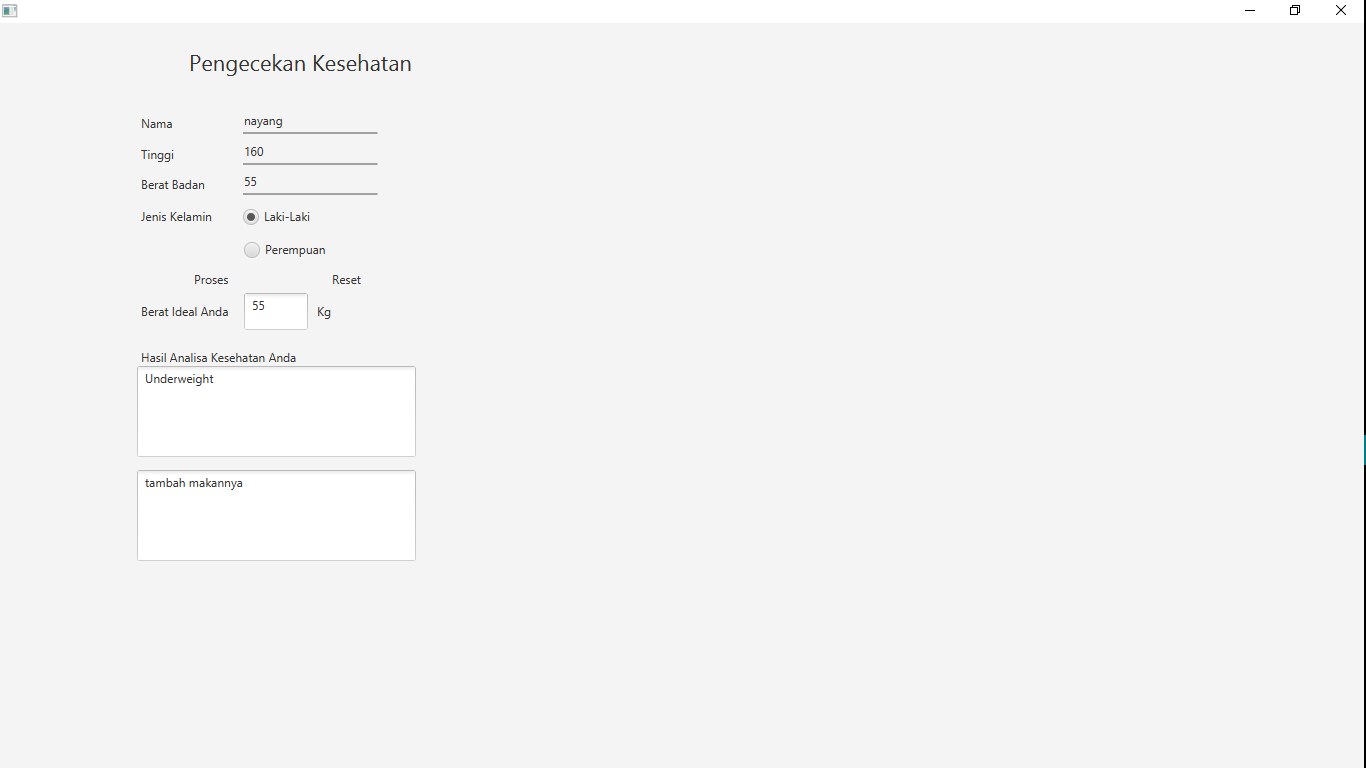 Pengecekan Kesehatan
Nama nayang
Tinggi 160
Berat Badan 55
Jenis Kelamin Laki-Laki
Perempuan
Proses Reset
Berat Ideal Anda 55 Kg
Hasil Analisa Kesehatan Anda
Underweight
tambah makannya